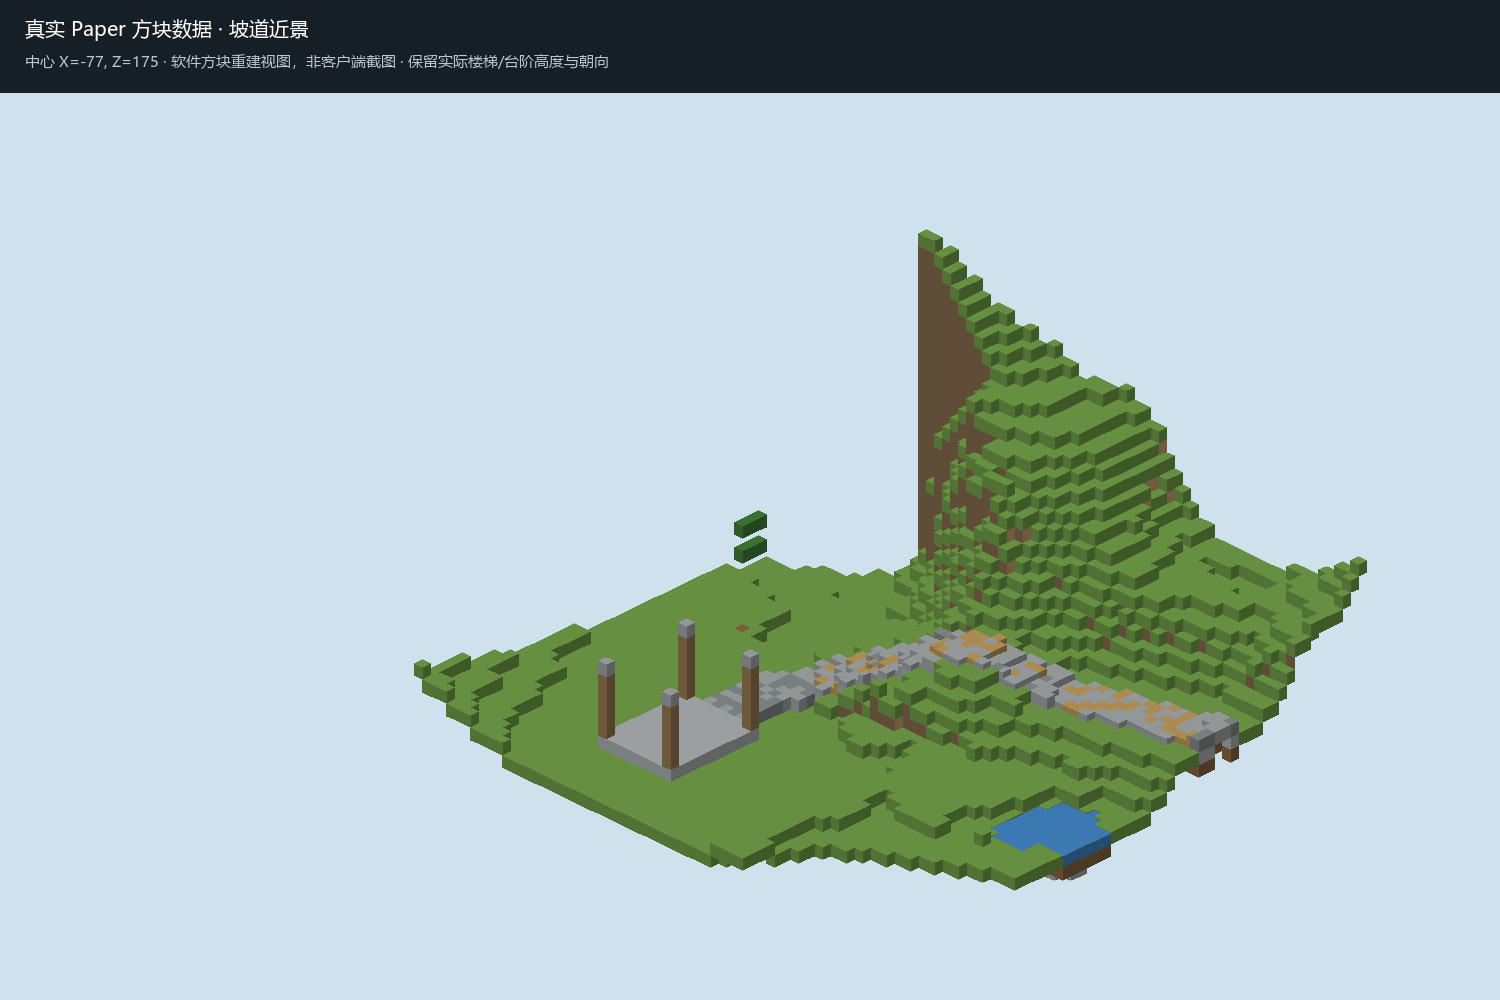 真实 Paper 方块数据 · 坡道近景
中心 X=-77, Z=175 · 软件方块重建视图，非客户端截图 · 保留实际楼梯/台阶高度与朝向